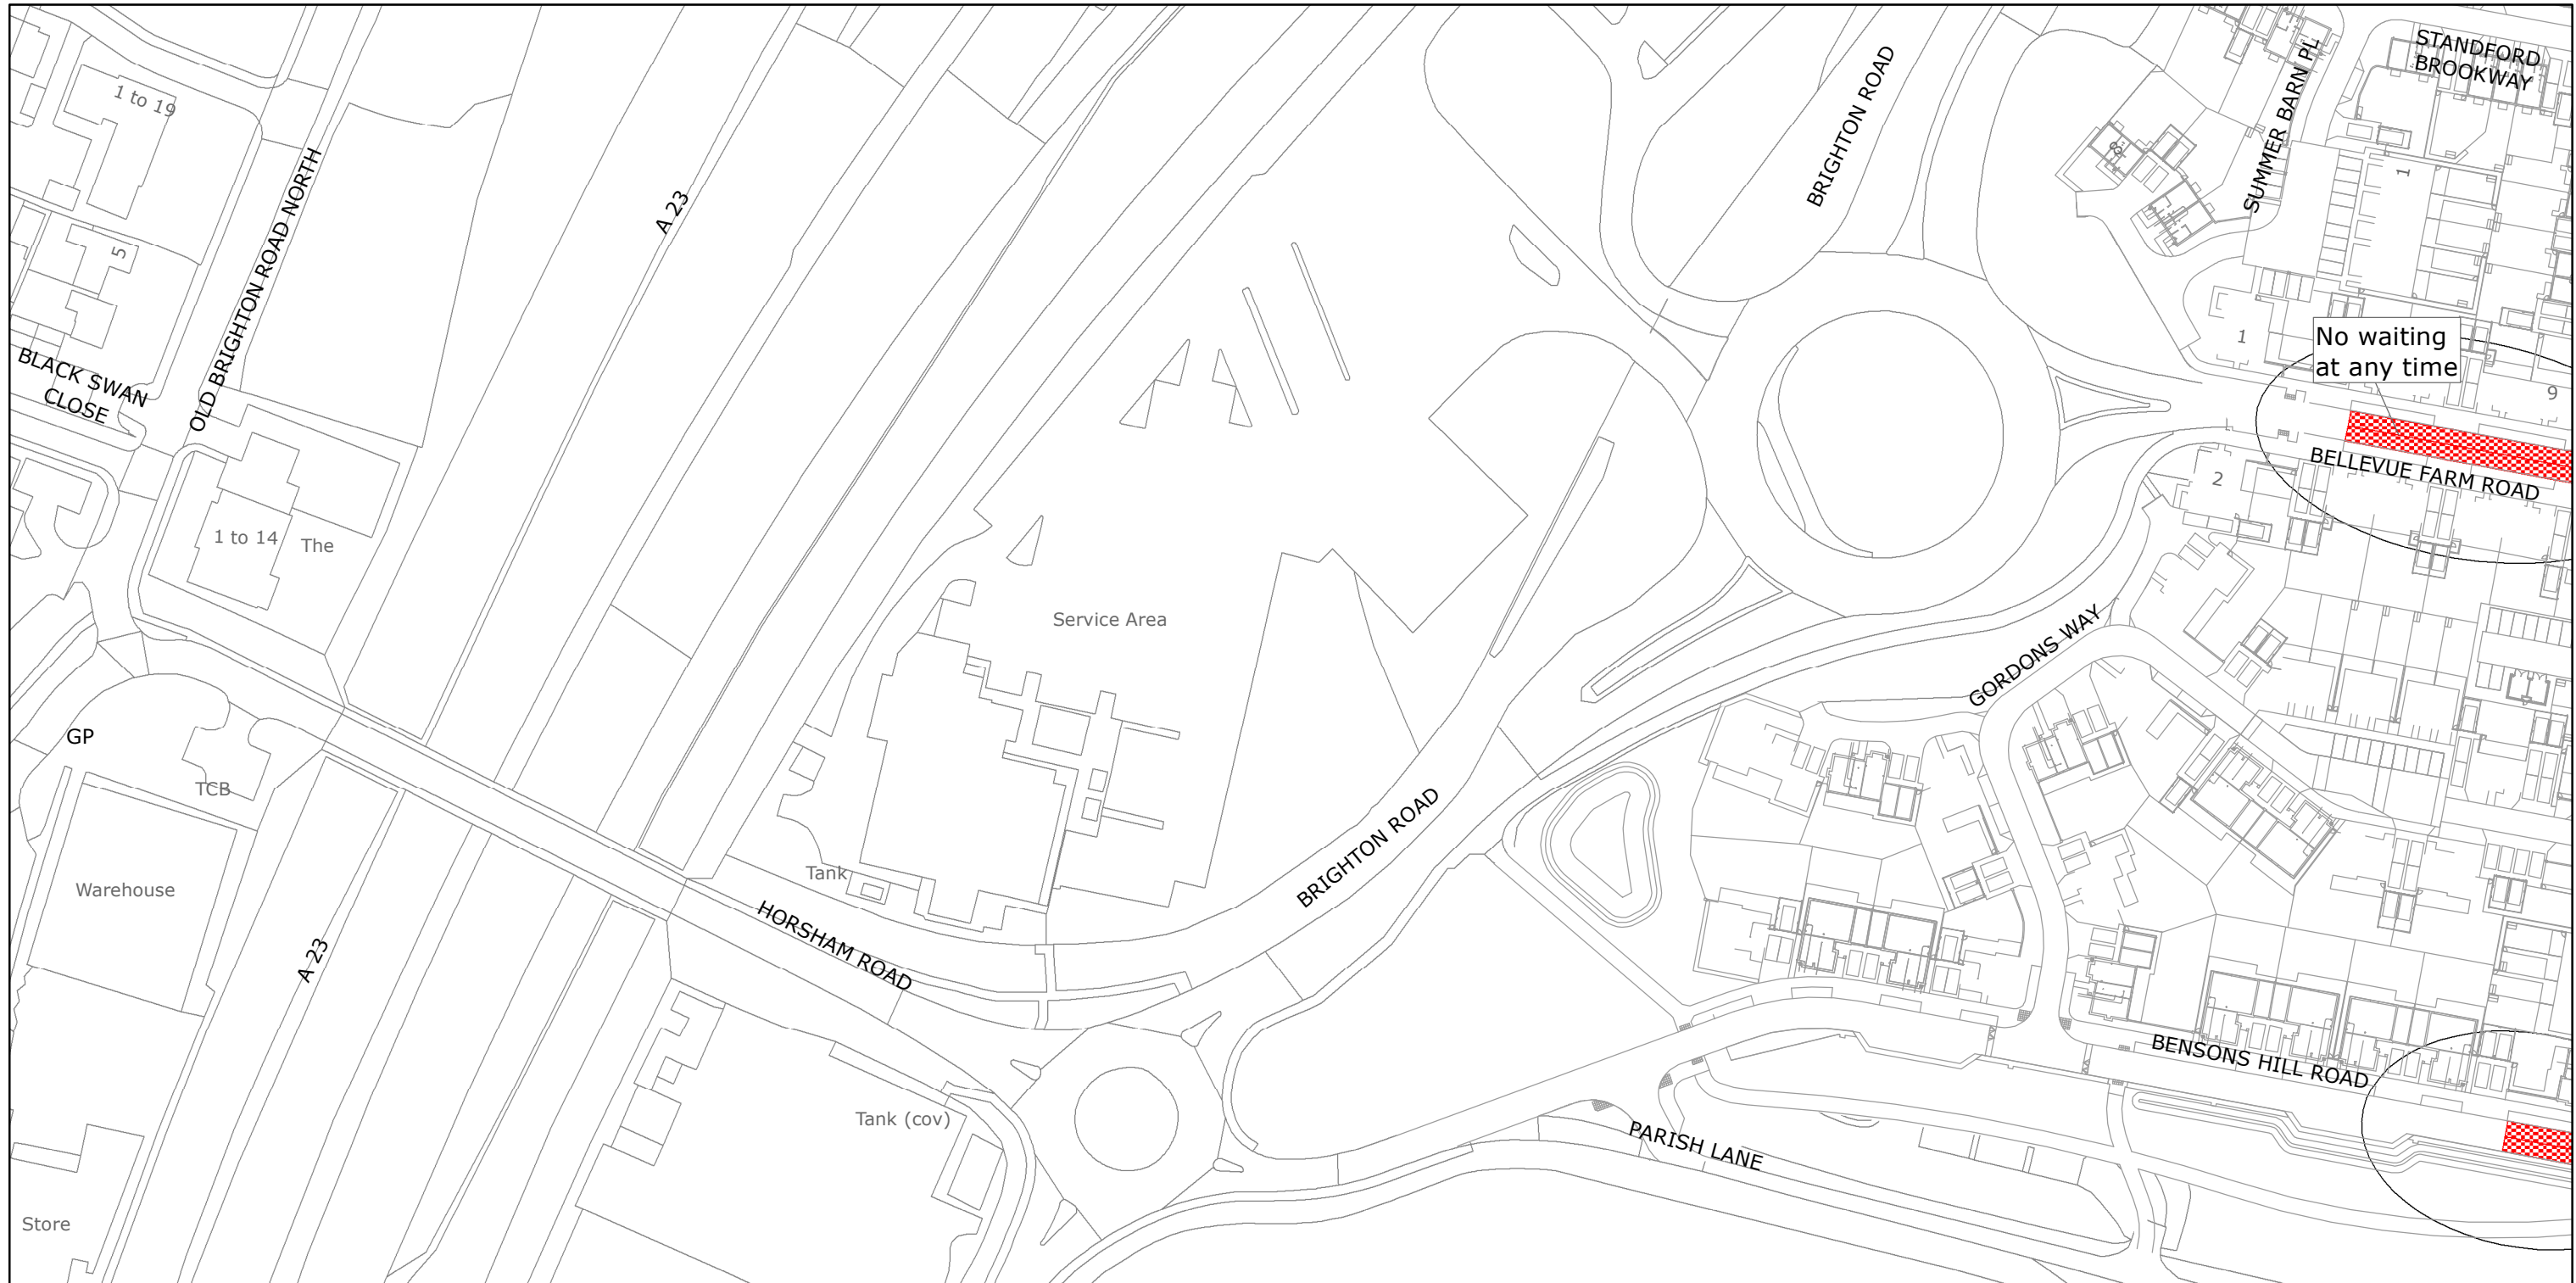 STANDFORD
BROOKWAY
SUMMER BARN PL
BRIGHTON ROAD
1 to 19
OLD BRIGHTON ROAD NORTH
A 23
8
1
5
1
No waiting
at any time
BLACK SWAN
CLOSE
9
BELLEVUE FARM ROAD
2
1 to 14
The
Service Area
GORDONS WAY
GP
TCB
BRIGHTON ROAD
Warehouse
Tank
HORSHAM ROAD
A 23
BENSONS HILL ROAD
Tank (cov)
PARISH LANE
Store